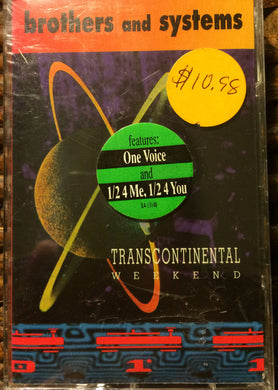 brothers and systems
$10.98
features:
One Voice
and
1/2 4 Me, 1/2 4 You
TRANSCONTINENTAL
WEEKEND